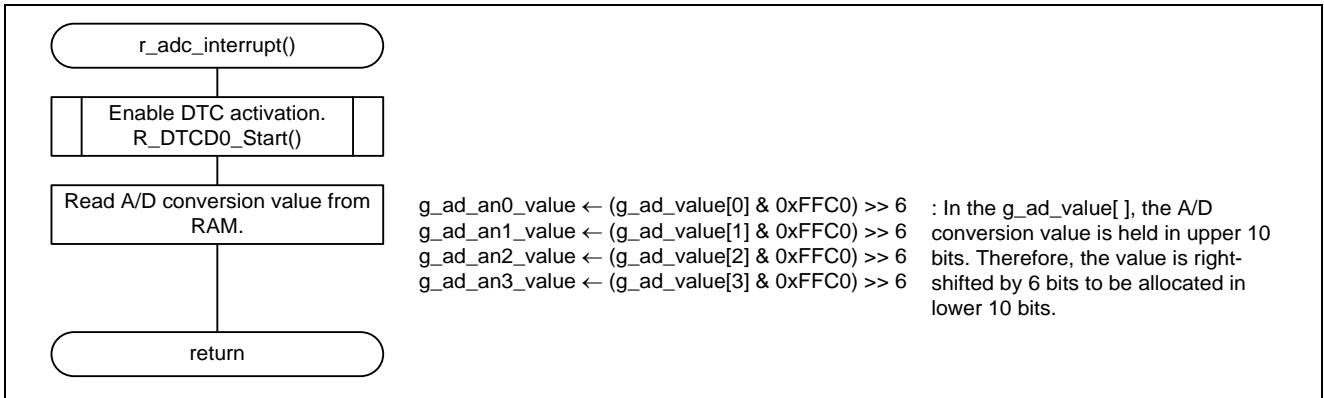 r_adc_interrupt()
Enable DTC activation.
R_DTCD0_Start()
Read A/D conversion value from
RAM.
g_ad_an0_value ← (g_ad_value[0] & 0xFFC0) >> 6
g_ad_an1_value ← (g_ad_value[1] & 0xFFC0) >> 6
g_ad_an2_value ← (g_ad_value[2] & 0xFFC0) >> 6
g_ad_an3_value ← (g_ad_value[3] & 0xFFC0) >> 6
: In the g_ad_value[ ], the A/D
conversion value is held in upper 10
bits. Therefore, the value is right-
shifted by 6 bits to be allocated in
lower 10 bits.
return